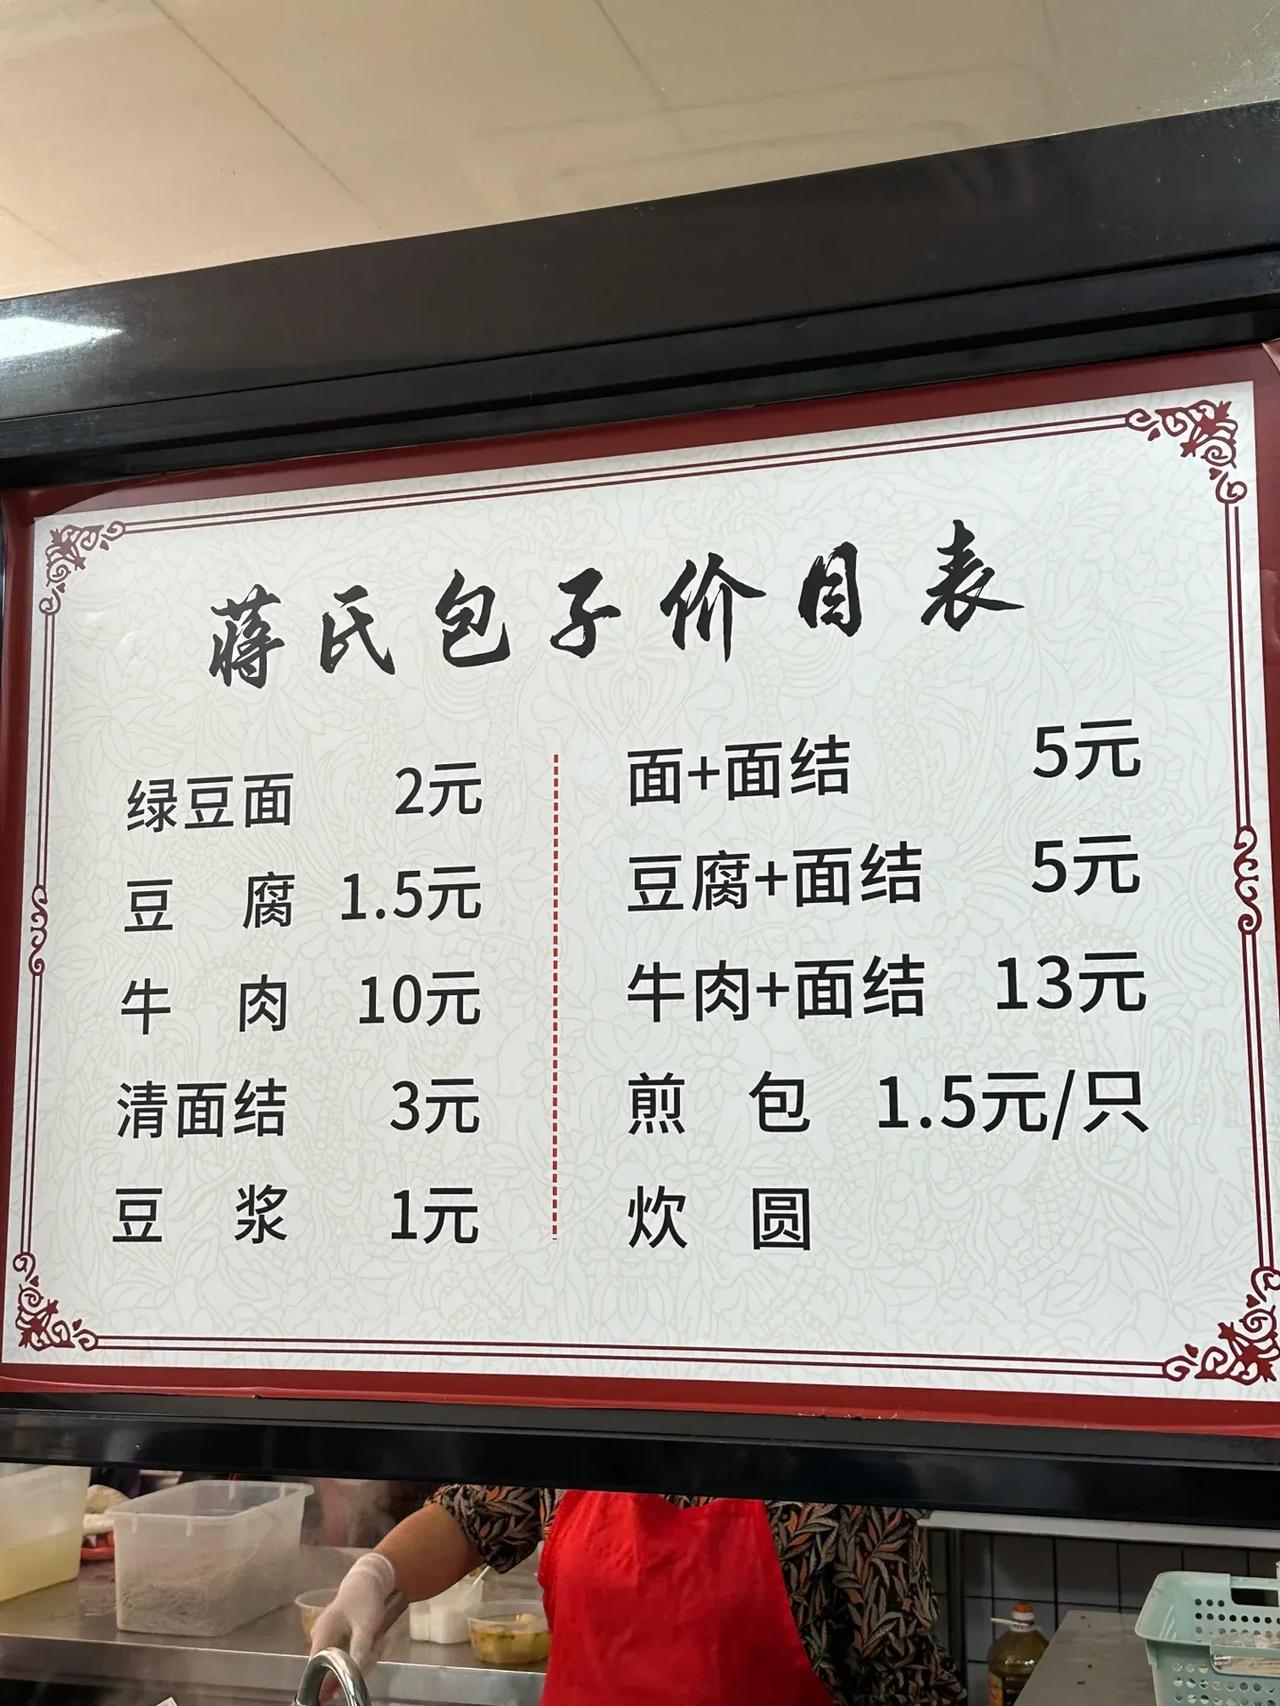 蒋氏包子价目表
绿豆面 2元
豆腐 1.5元
牛肉 10元
清面结 3元
豆浆 1元
面+面结 5元
豆腐+面结 5元
牛肉+面结 13元
煎包 1.5元/只
炊圆